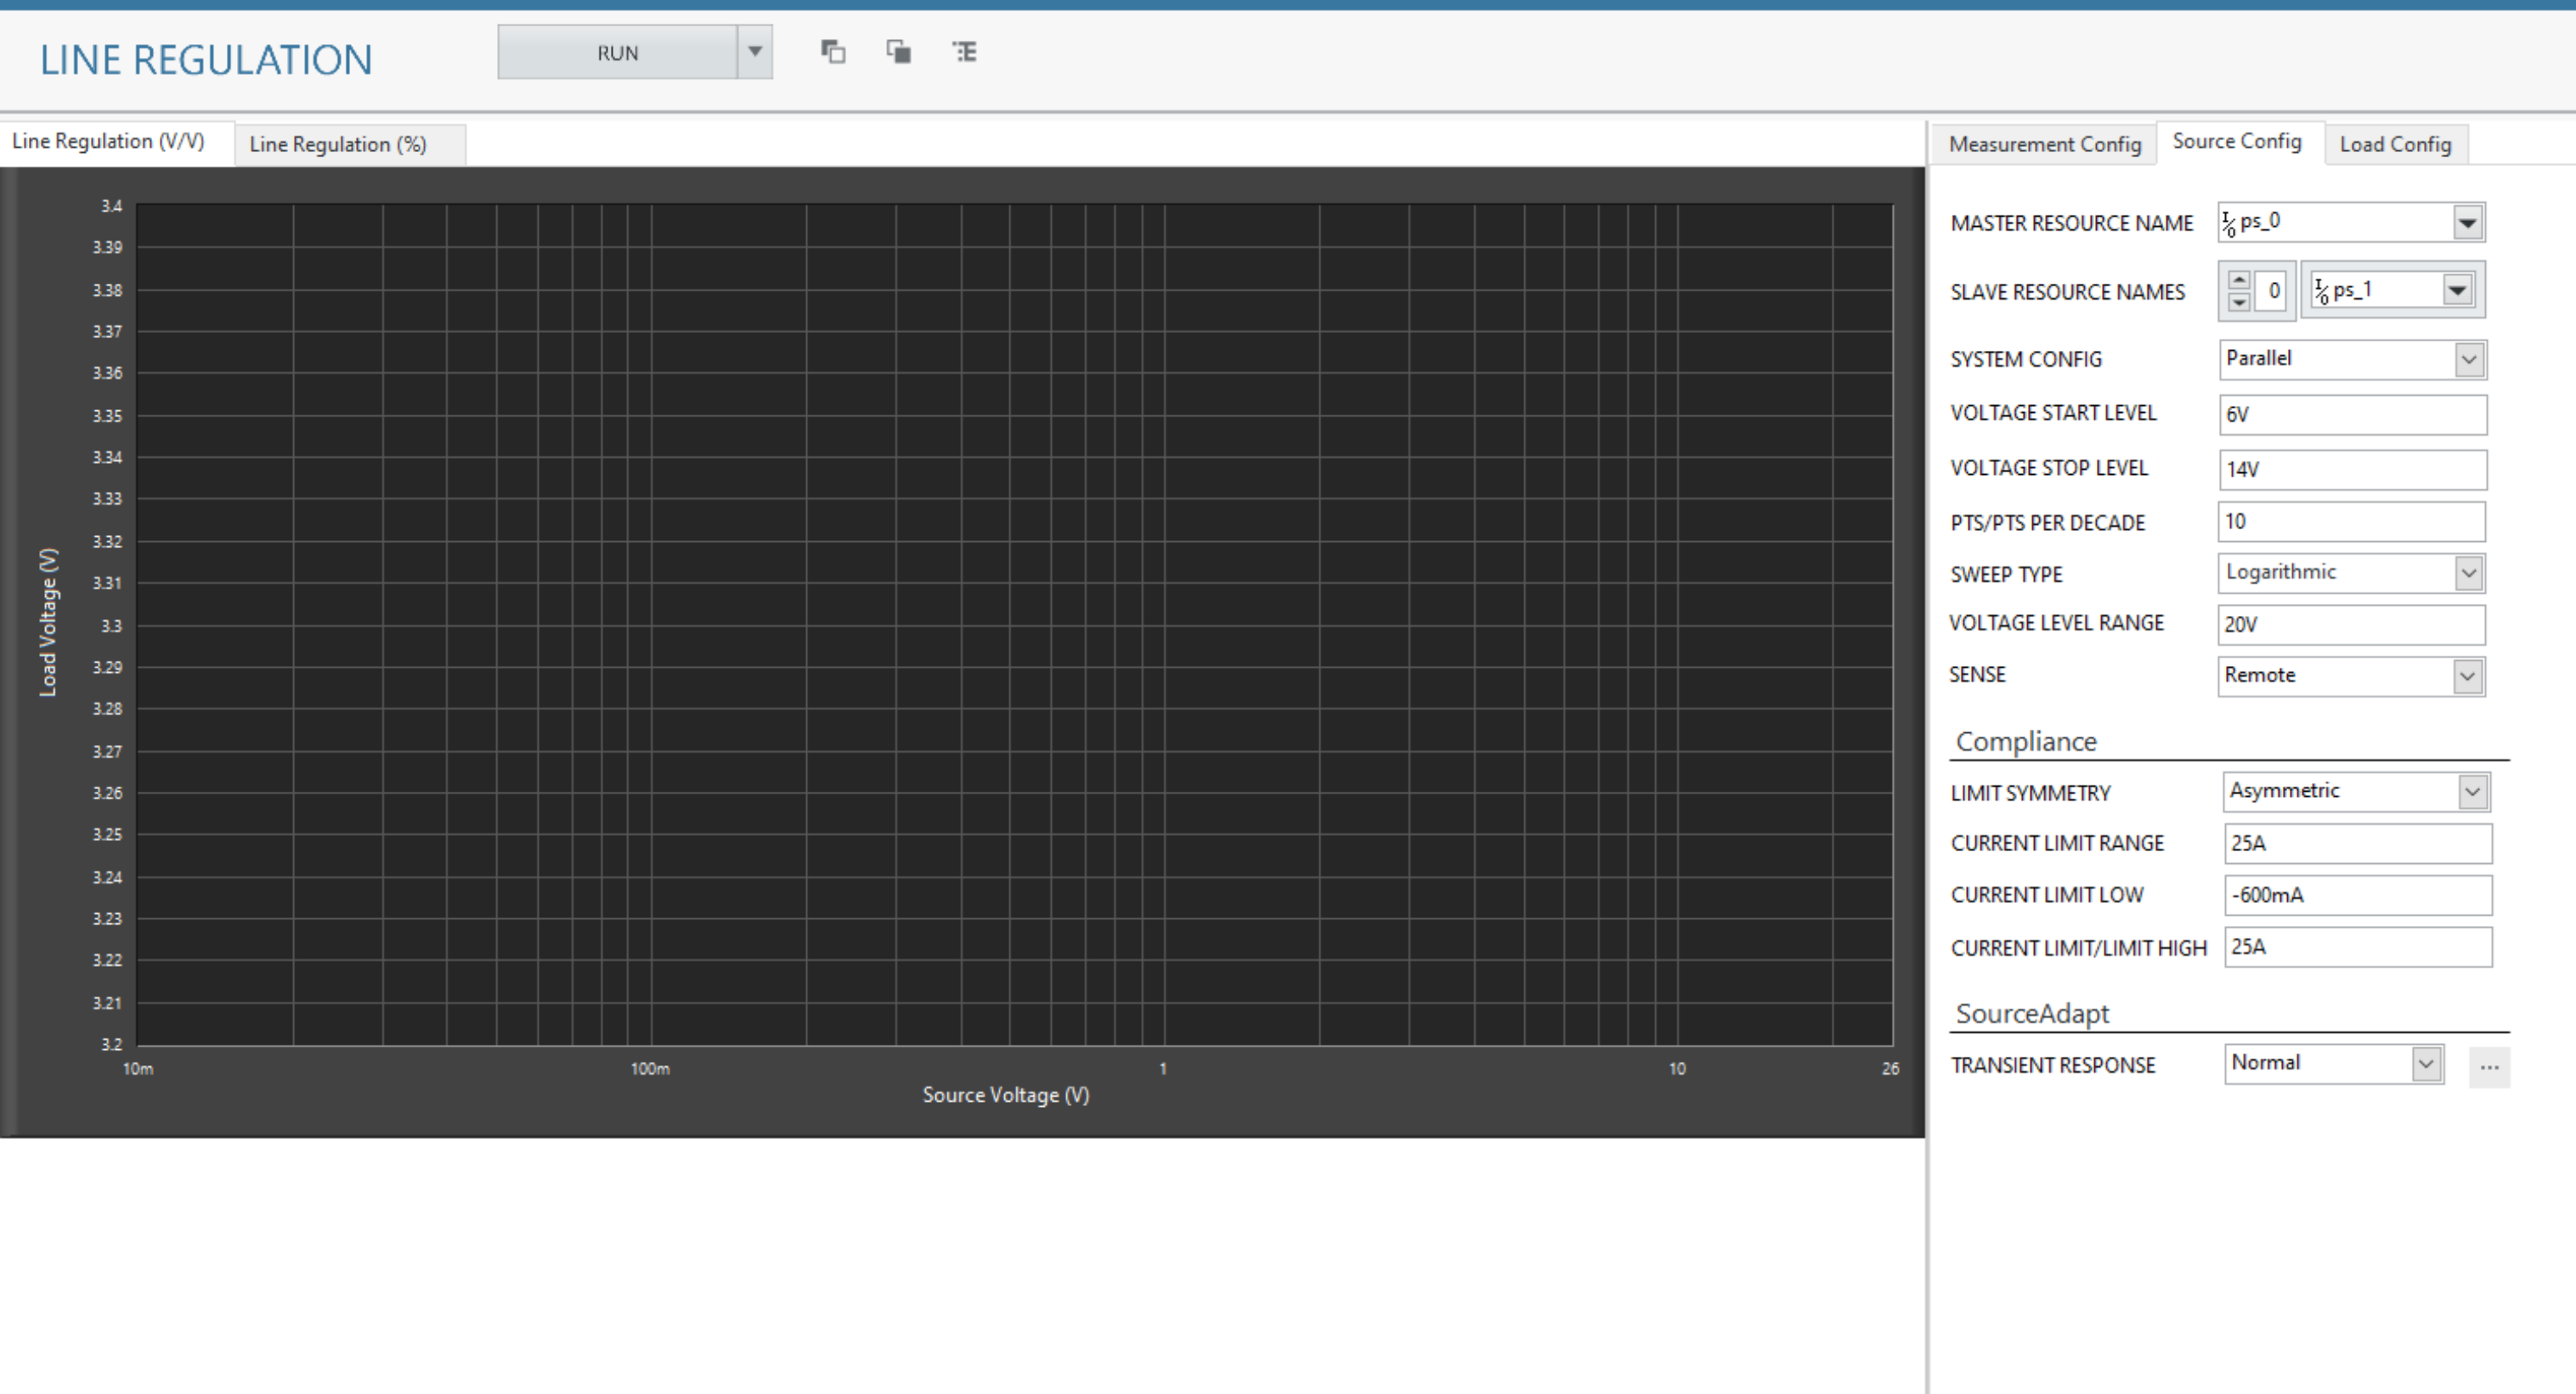 LINE REGULATION
RUN
Line Regulation (V/V)
Line Regulation (%)
3.4
3.39
3.38
3.37
3.36
3.35
3.34
3.33
3.32
3.31
3.3
3.29
3.28
3.27
3.26
3.25
3.24
3.23
3.22
3.21
3.2
Load Voltage (V)
10m 100m 1 10 26
Source Voltage (V)
Measurement Config
Source Config
Load Config
MASTER RESOURCE NAME ps_0
SLAVE RESOURCE NAMES 0 ps_1
SYSTEM CONFIG Parallel
VOLTAGE START LEVEL 6V
VOLTAGE STOP LEVEL 14V
PTS/PTS PER DECADE 10
SWEEP TYPE Logarithmic
VOLTAGE LEVEL RANGE 20V
SENSE Remote
Compliance
LIMIT SYMMETRY Asymmetric
CURRENT LIMIT RANGE 25A
CURRENT LIMIT LOW -600mA
CURRENT LIMIT/LIMIT HIGH 25A
SourceAdapt
TRANSIENT RESPONSE Normal ...